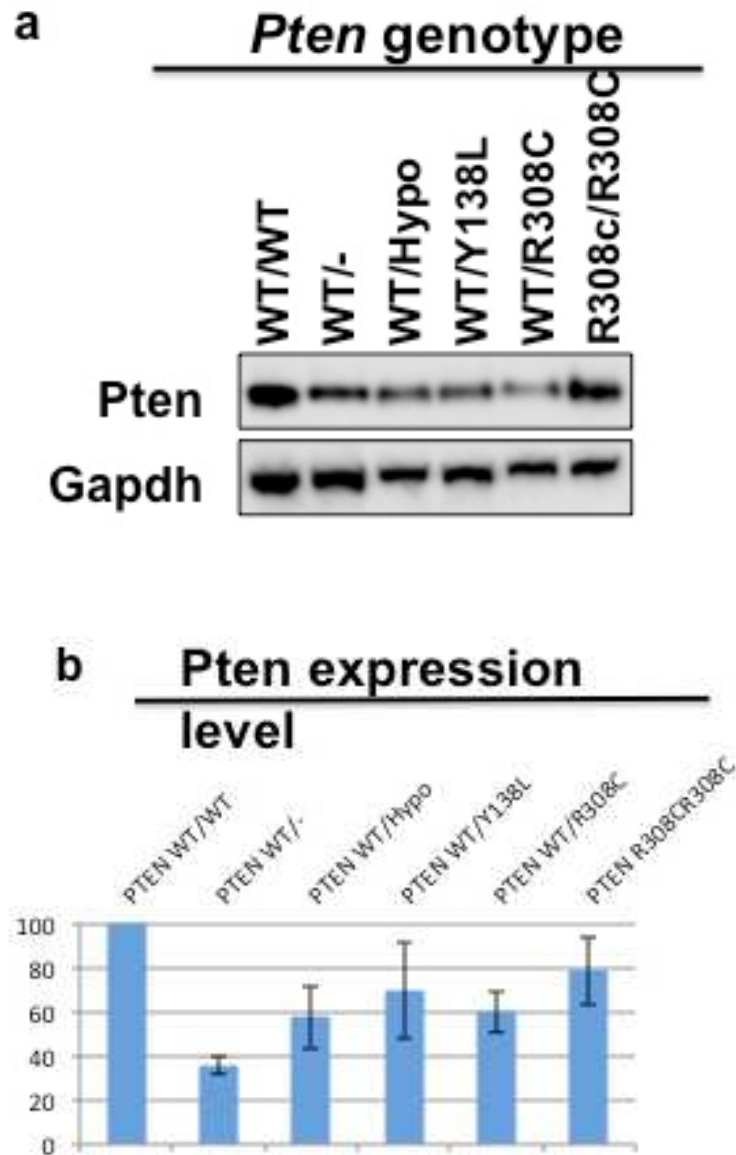 a
Pten genotype
WT/WT
WT/-
WT/Hypo
WT/Y138L
WT/R308C
R308c/R308C
Pten
Gapdh
b
Pten expression
level
PTEN WT/WT
PTEN WT/-
PTEN WT/Hypo
PTEN WT/Y138L
PTEN WT/R308C
PTEN R308CR308C
100
80
60
40
20
0